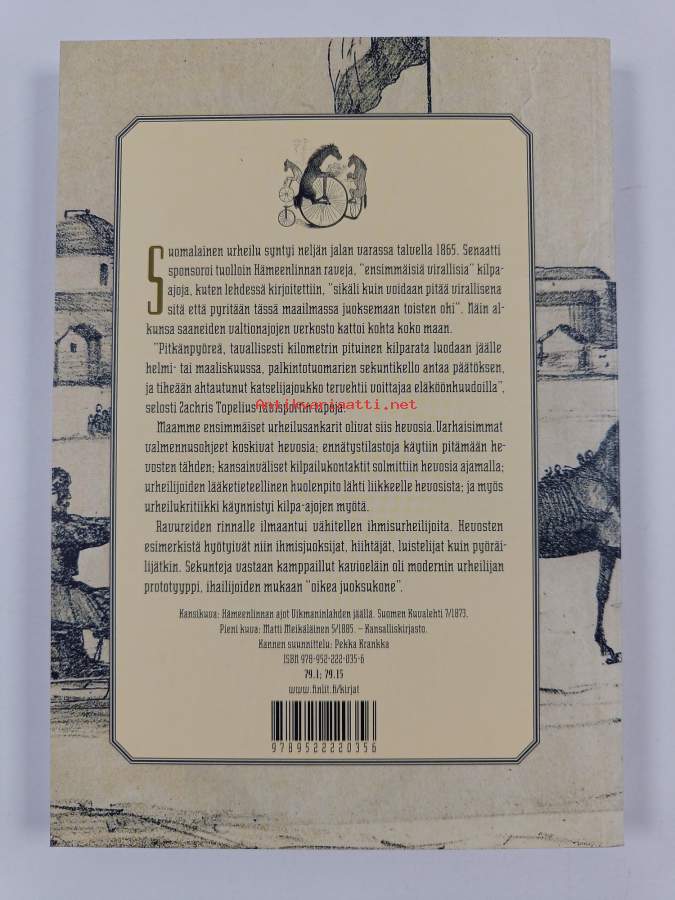 Suomalainen urheilu syntyi neljän jalan varassa talvella 1865. Senaatti
sponsoroi tuolloin Hämeenlinnan raveja, "ensimmäisiä virallisia" kilpa-
ajoja, kuten lehdessä kirjoitettiin, "sikäli kuin voidaan pitää virallisena
sitä että pyritään tässä maailmassa juoksemaan toisten ohi". Näin al-
kunsa saaneiden valtionajojen verkosto kattoi kohta koko maan.
"Pitkänpyöreä, tavallisesti kilometrin pituinen kilparata luodaan jäälle
helmi- tai maaliskuussa, palkintotuomarien sekuntikello antaa päätöksen,
ja tiheään ahtautunut katselijajoukko tervehtii voittajaa eläköönhuudoilla",
Antikvariaatti.net
selosti Zachris Topelius ravisportin tapoja.
Maamme ensimmäiset urheilusankarit olivat siis hevosia. Varhaisimmat
valmennusohjeet koskivat hevosia; ennätystilastoja käytiin pitämään he-
vosten tähden; kansainväliset kilpailukontaktit solmittiin hevosia ajamalla;
urheilijoiden lääketieteellinen huolenpito lähti liikkeelle hevosista; ja myös
urheilukritiikki käynnistyi kilpa-ajojen myötä.
Ravureiden rinnalle ilmaantui vähitellen ihmisurheilijoita. Hevosten
esimerkistä hyötyivät niin ihmisjuoksijat, hiihtäjät, luistelijat kuin pyöräi-
lijätkin. Sekunteja vastaan kamppaillut kavioeläin oli modernin urheilijan
prototyyppi, ihailijoiden mukaan "oikea juoksukone".
Kansikuva: Hämeenlinnan ajot Vikmaninlahden jäällä. Suomen Kuvalehti 7/1873.
Pieni kuva: Matti Meikäläinen 5/1885. – Kansalliskirjasto.
Kannen suunnittelu: Pekka Krankka
ISBN 978-952-222-035-6
79.1; 79.15
www.finlit.fi/kirjat
9789522220356